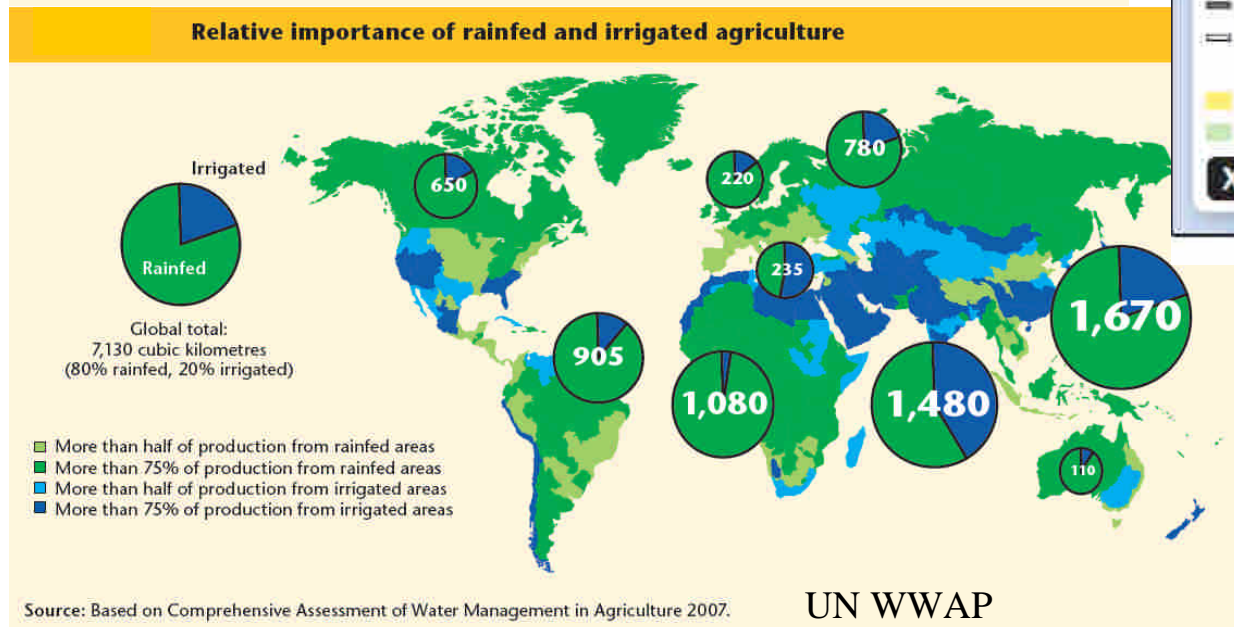 Relative importance of rainfed and irrigated agriculture
Irrigated
Rainfed
Global total:
7,130 cubic kilometres
(80% rainfed, 20% irrigated)
650
220
780
235
905
1,080
1,480
1,670
110
More than half of production from rainfed areas
More than 75% of production from rainfed areas
More than half of production from irrigated areas
More than 75% of production from irrigated areas
Source: Based on Comprehensive Assessment of Water Management in Agriculture 2007.
UN WWAP